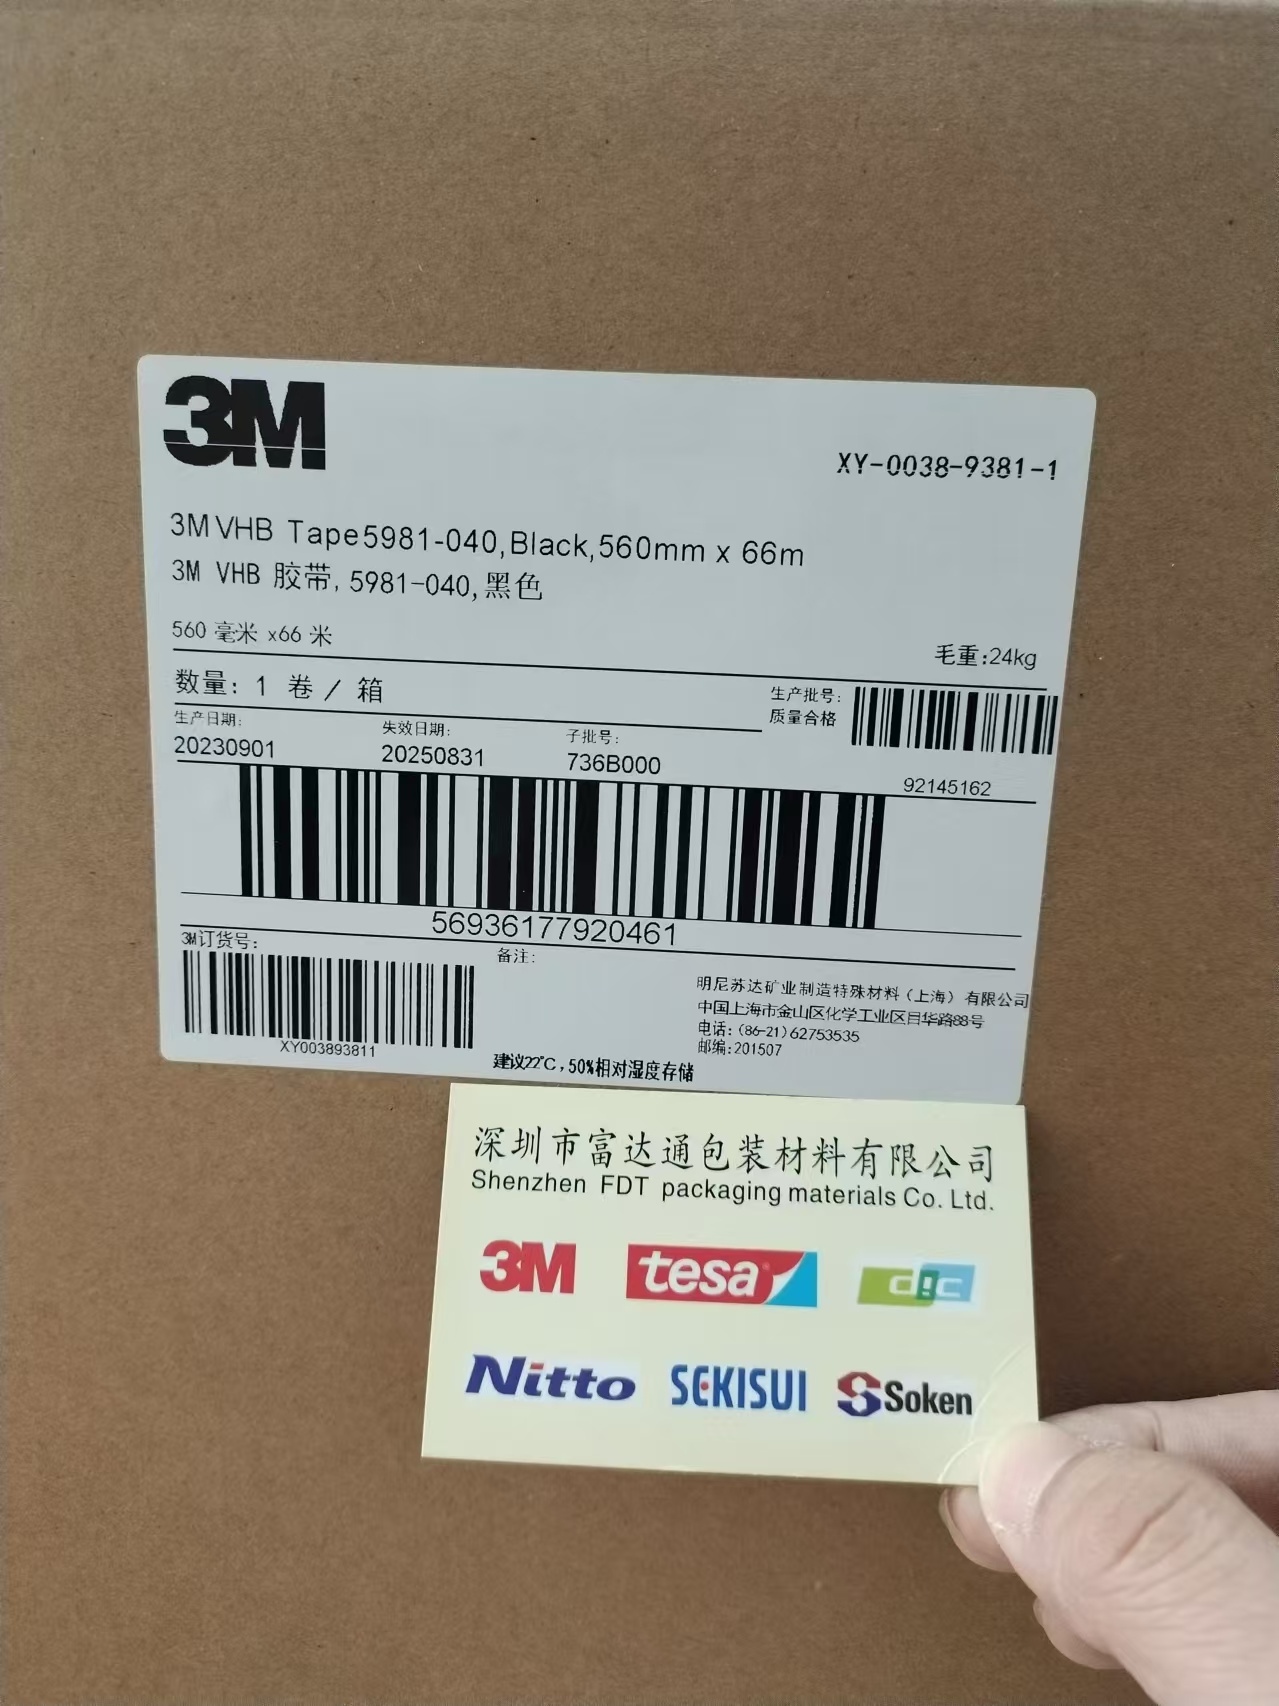 3M
XY-0038-9381-1
3M VHB Tape5981-040,Black,560mm x 66m
3M VHB 胶带, 5981-040,黑色
560 毫米 x66 米
毛重:24kg
数量: 1 卷 / 箱
生产批号:
质量合格
生产日期:
失效日期:
子批号:
20230901
20250831
736B000
92145162
56936177920461
3M订货号:
备注:
XY003893811
明尼苏达矿业制造特殊材料（上海）有限公司
中国上海市金山区化学工业区目华路88号
电话: (86-21) 62753535
邮编:201507
建议22℃, 50%相对湿度存储
深圳市富达通包装材料有限公司
Shenzhen FDT packaging materials Co. Ltd.
3M
tesa
dgc
Nitto
SEKISUI
Soken